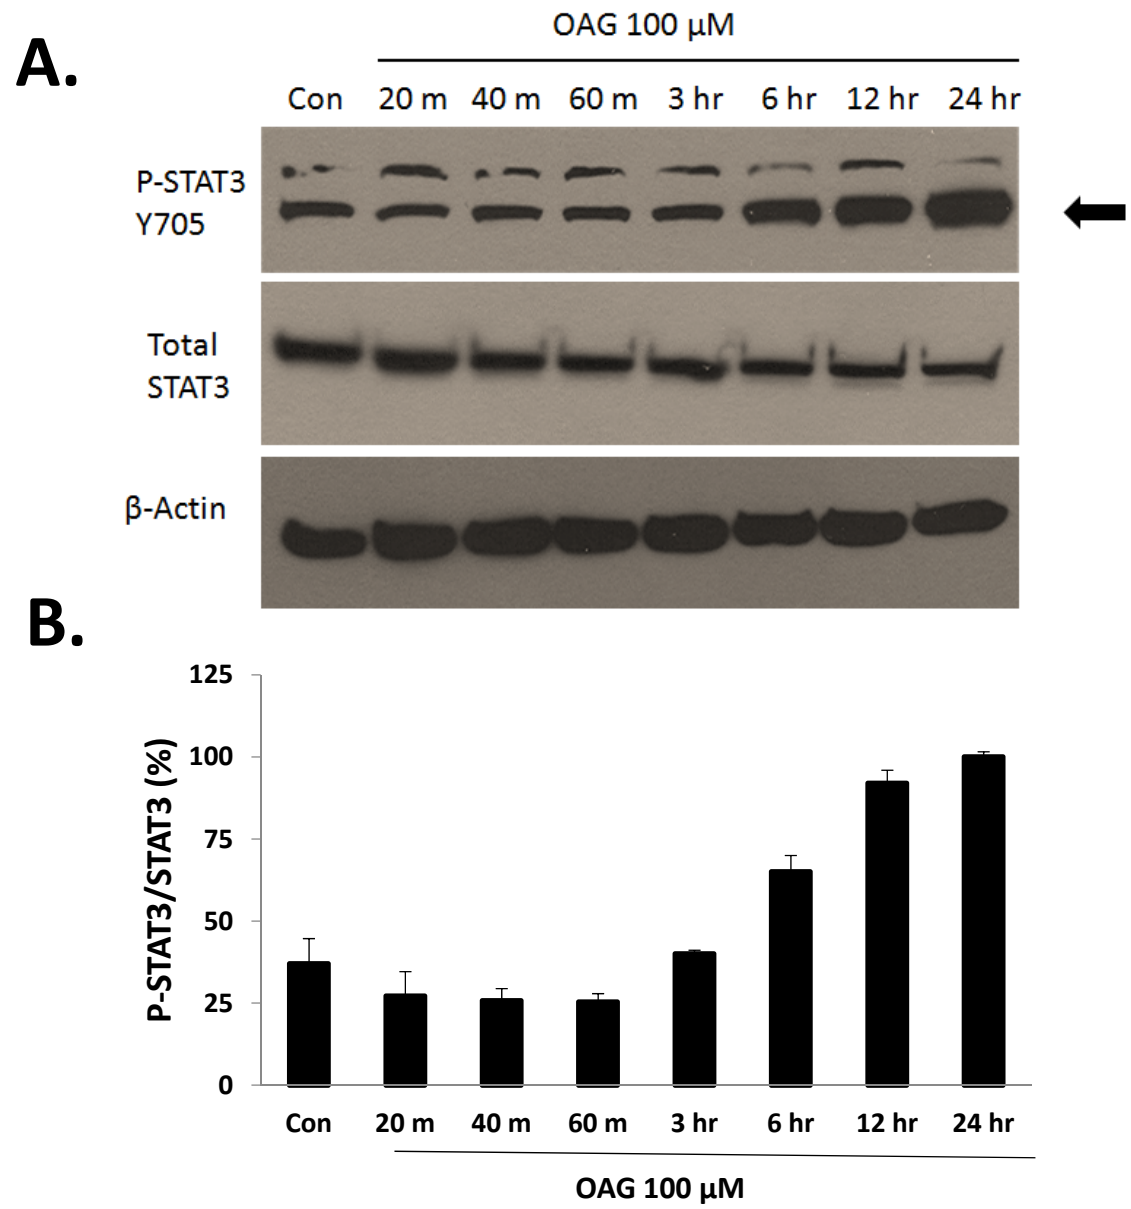 A.
OAG 100 µM
Con 20 m 40 m 60 m 3 hr 6 hr 12 hr 24 hr
P-STAT3
Y705
Total
STAT3
β-Actin
B.
P-STAT3/STAT3 (%)
125
100
75
50
25
0
Con 20 m 40 m 60 m 3 hr 6 hr 12 hr 24 hr
OAG 100 µM